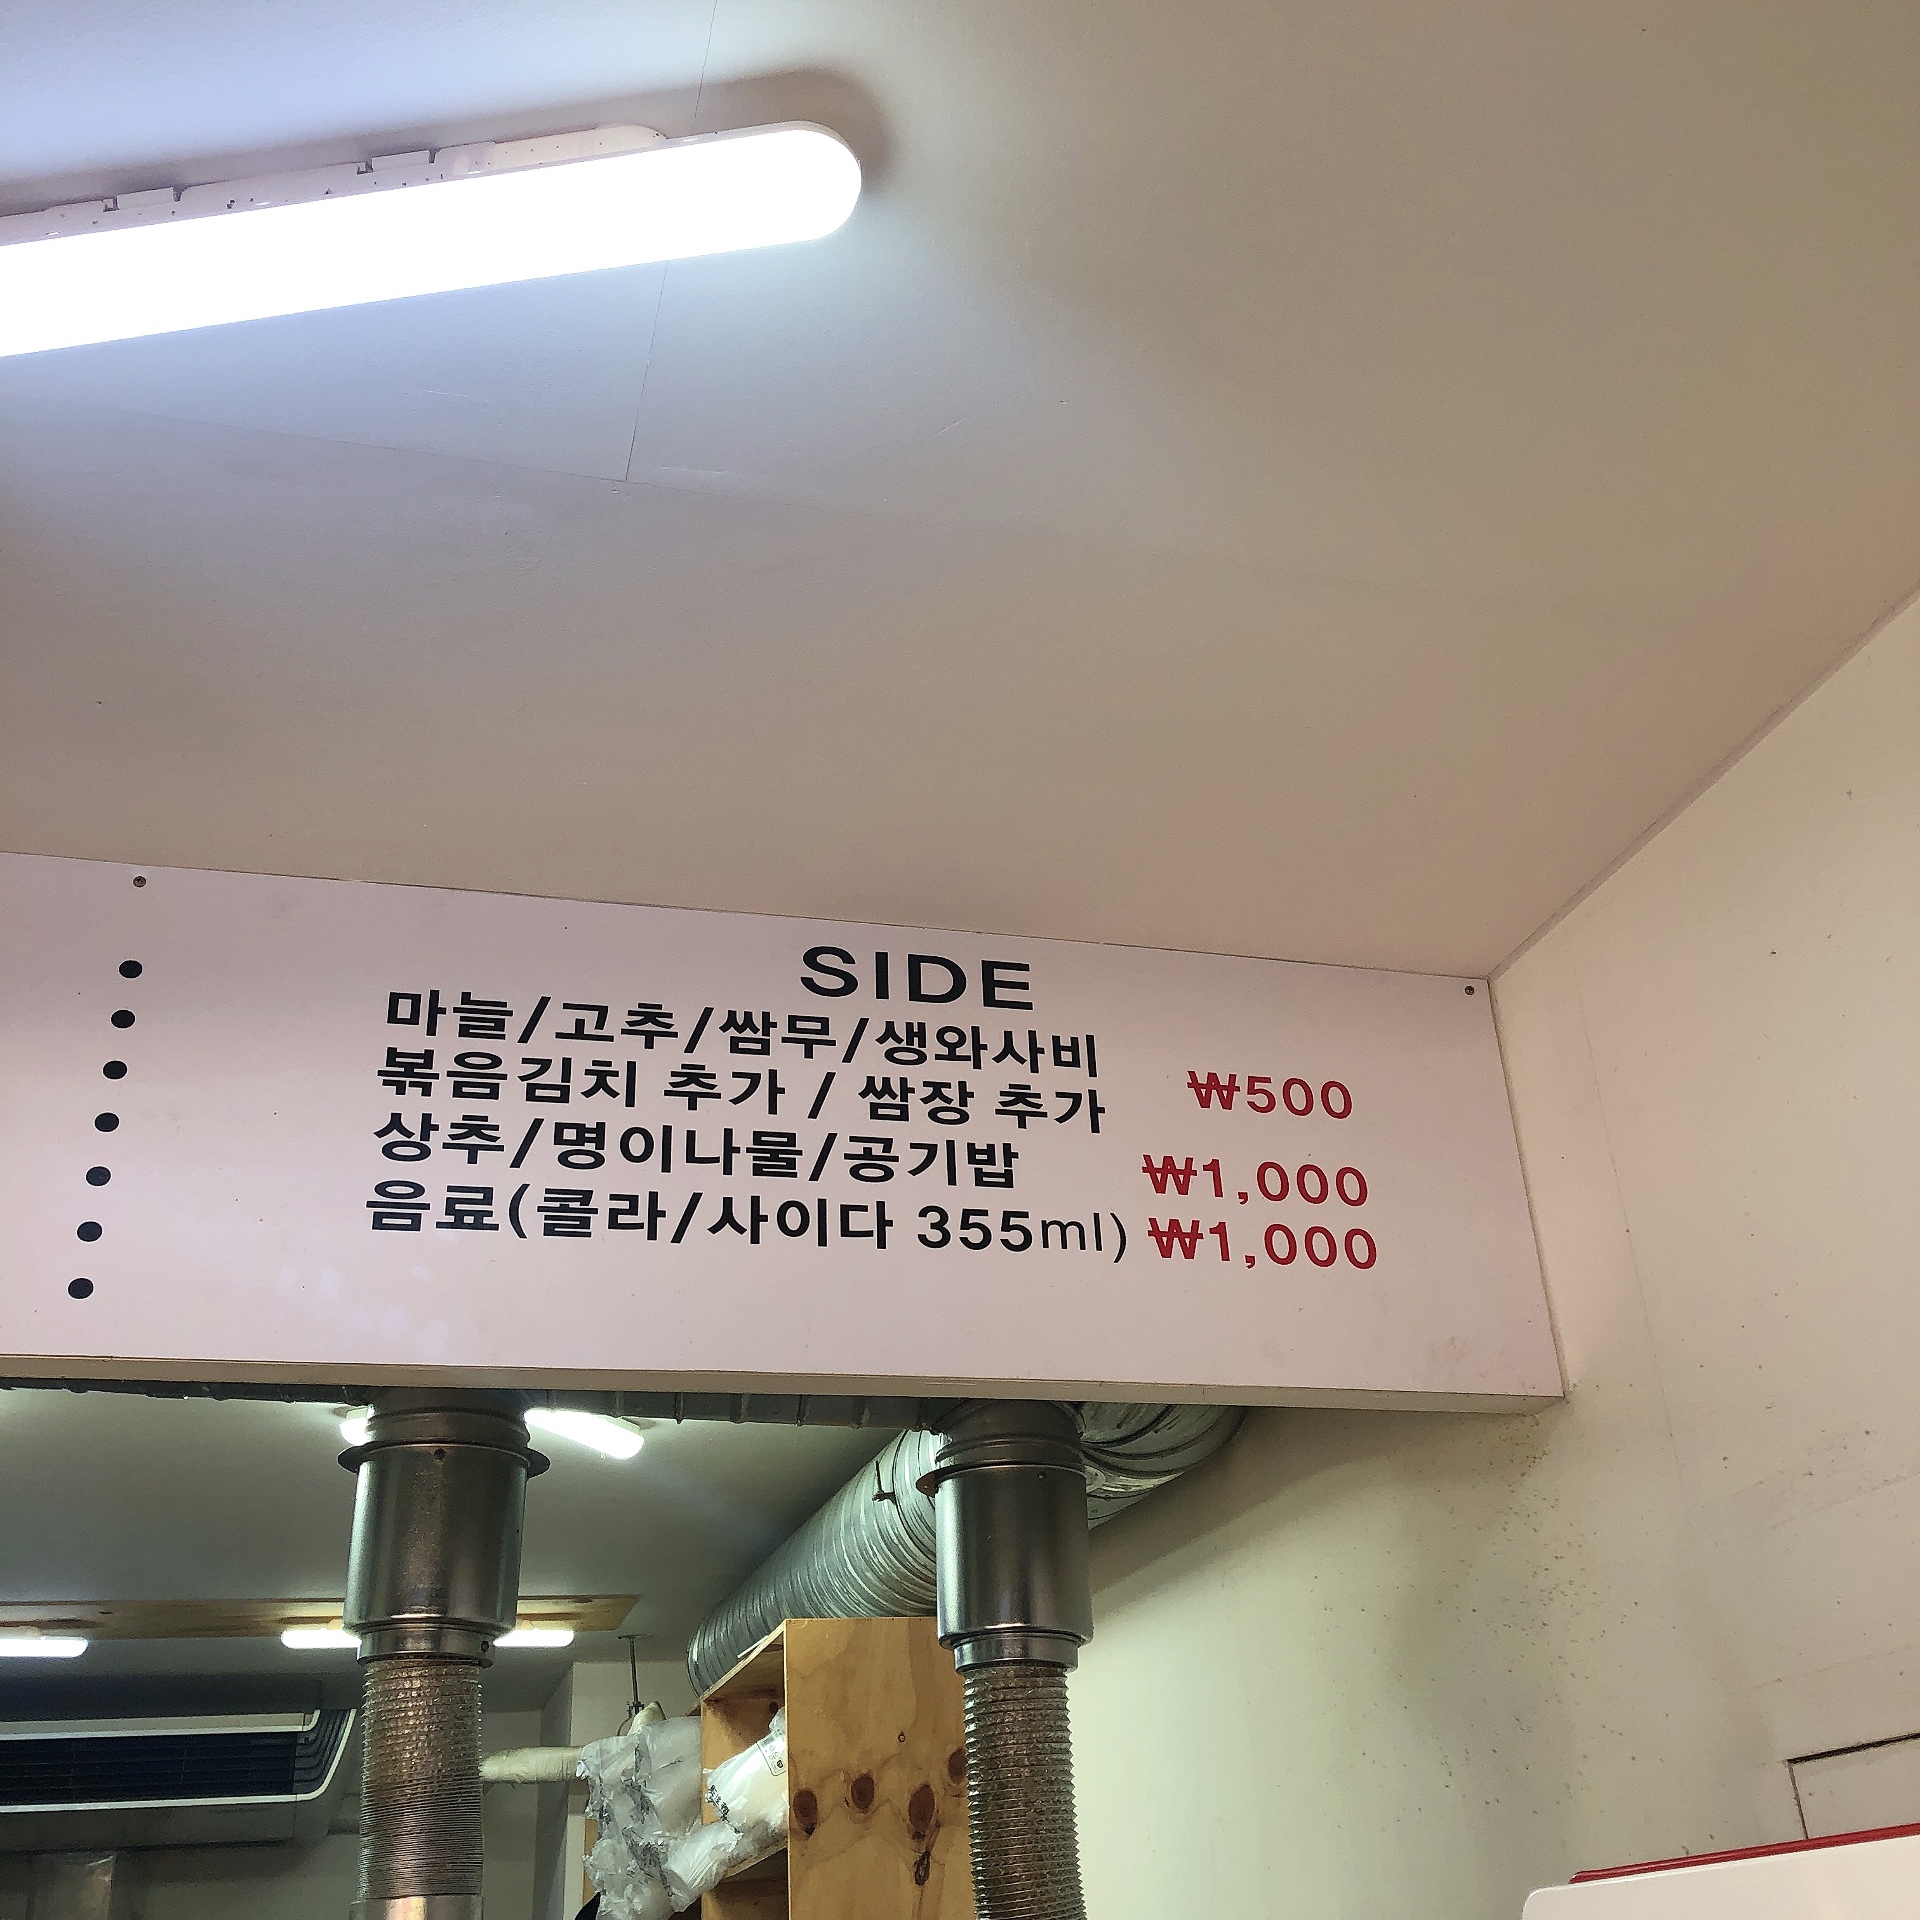 SIDE
마늘/고추/쌈무/생와사비
볶음김치 추가 / 쌈장 추가 ₩500
상추/명이나물/공기밥 ₩1,000
음료(콜라/사이다 355ml) ₩1,000